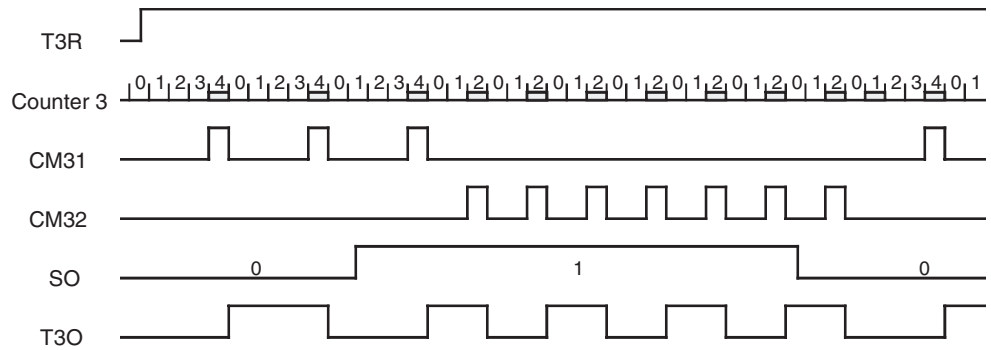 T3R
Counter 3 0 1 2 3 4 0 1 2 3 4 0 1 2 3 4 0 1 2 0 1 2 0 1 2 0 1 2 0 1 2 0 1 2 0 1 2 0 1 2 3 4 0 1
CM31
CM32
SO 0 1 0
T3O